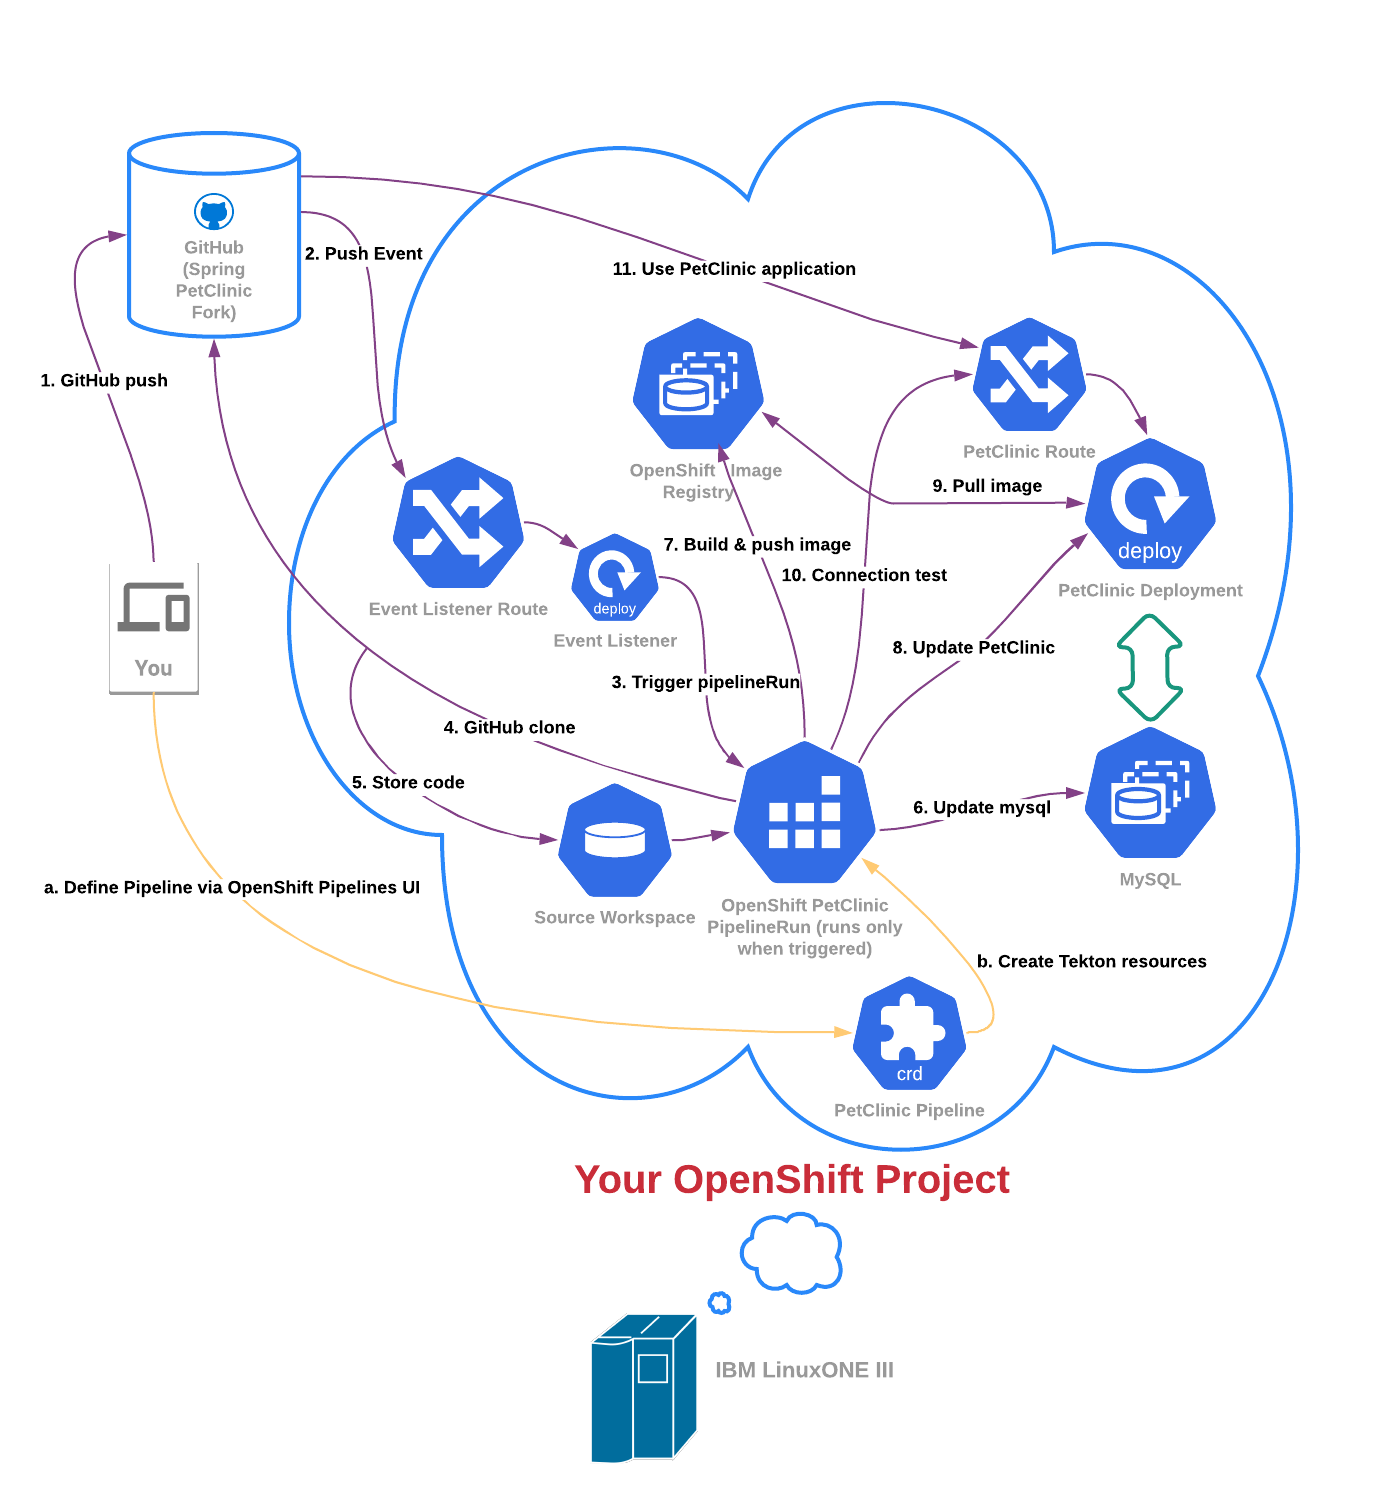 GitHub
(Spring
PetClinic
Fork)
2. Push Event
11. Use PetClinic application
1. GitHub push
PetClinic Route
OpenShift Image
Registry
9. Pull image
deploy
PetClinic Deployment
7. Build & push image
10. Connection test
Event Listener Route
deploy
Event Listener
You
8. Update PetClinic
3. Trigger pipelineRun
4. GitHub clone
5. Store code
6. Update mysql
MySQL
a. Define Pipeline via OpenShift Pipelines UI
Source Workspace
OpenShift PetClinic
PipelineRun (runs only
when triggered)
b. Create Tekton resources
crd
PetClinic Pipeline
Your OpenShift Project
IBM LinuxONE III